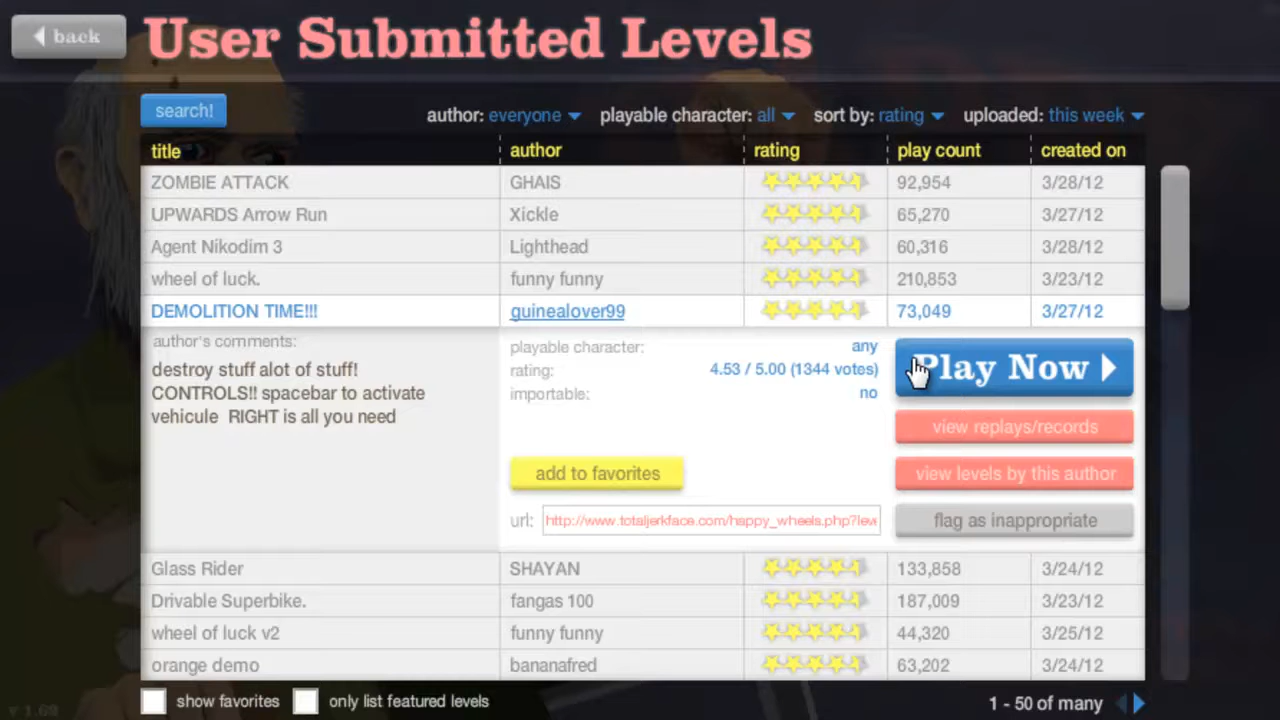 back
User Submitted Levels
search!
author: everyone playable character: all sort by: rating uploaded: this week
title author rating play count created on
ZOMBIE ATTACK GHAIS 92,954 3/28/12
UPWARDS Arrow Run Xickle 65,270 3/27/12
Agent Nikodim 3 Lighthead 60,316 3/28/12
wheel of luck. funny funny 210,853 3/23/12
DEMOLITION TIME!!! guinealover99 73,049 3/27/12
author's comments:
destroy stuff alot of stuff!
CONTROLS!! spacebar to activate
vehicule RIGHT is all you need
playable character: any
rating: 4.53 / 5.00 (1344 votes)
importable: no
add to favorites
url: http://www.totaljerkface.com/happy_wheels.php?lev
Play Now
view replays/records
view levels by this author
flag as inappropriate
Glass Rider SHAYAN 133,858 3/24/12
Drivable Superbike. fangas 100 187,009 3/23/12
wheel of luck v2 funny funny 44,320 3/25/12
orange demo bananafred 63,202 3/24/12
show favorites only list featured levels 1 - 50 of many
v 1.69